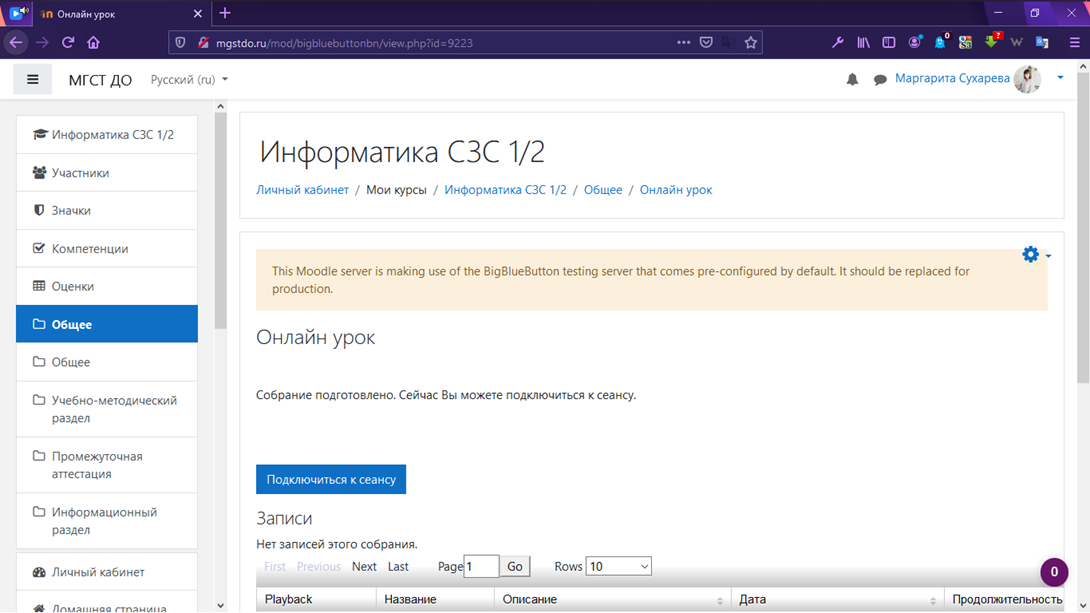 Онлайн урок
mgstdo.ru/mod/bigbluebuttonbn/view.php?id=9223
МГСТ ДО
Русский (ru)
Маргарита Сухарева
Информатика СЗС 1/2
Участники
Значки
Компетенции
Оценки
Общее
Общее
Учебно-методический
раздел
Промежуточная
аттестация
Информационный
раздел
Личный кабинет
Домашняя страница
Информатика СЗС 1/2
Личный кабинет / Мои курсы / Информатика СЗС 1/2 / Общее / Онлайн урок
This Moodle server is making use of the BigBlueButton testing server that comes pre-configured by default. It should be replaced for
production.
Онлайн урок
Собрание подготовлено. Сейчас Вы можете подключиться к сеансу.
Подключиться к сеансу
Записи
Нет записей этого собрания.
First Previous Next Last Page 1 Go Rows 10
Playback Название Описание Дата Продолжительность
0